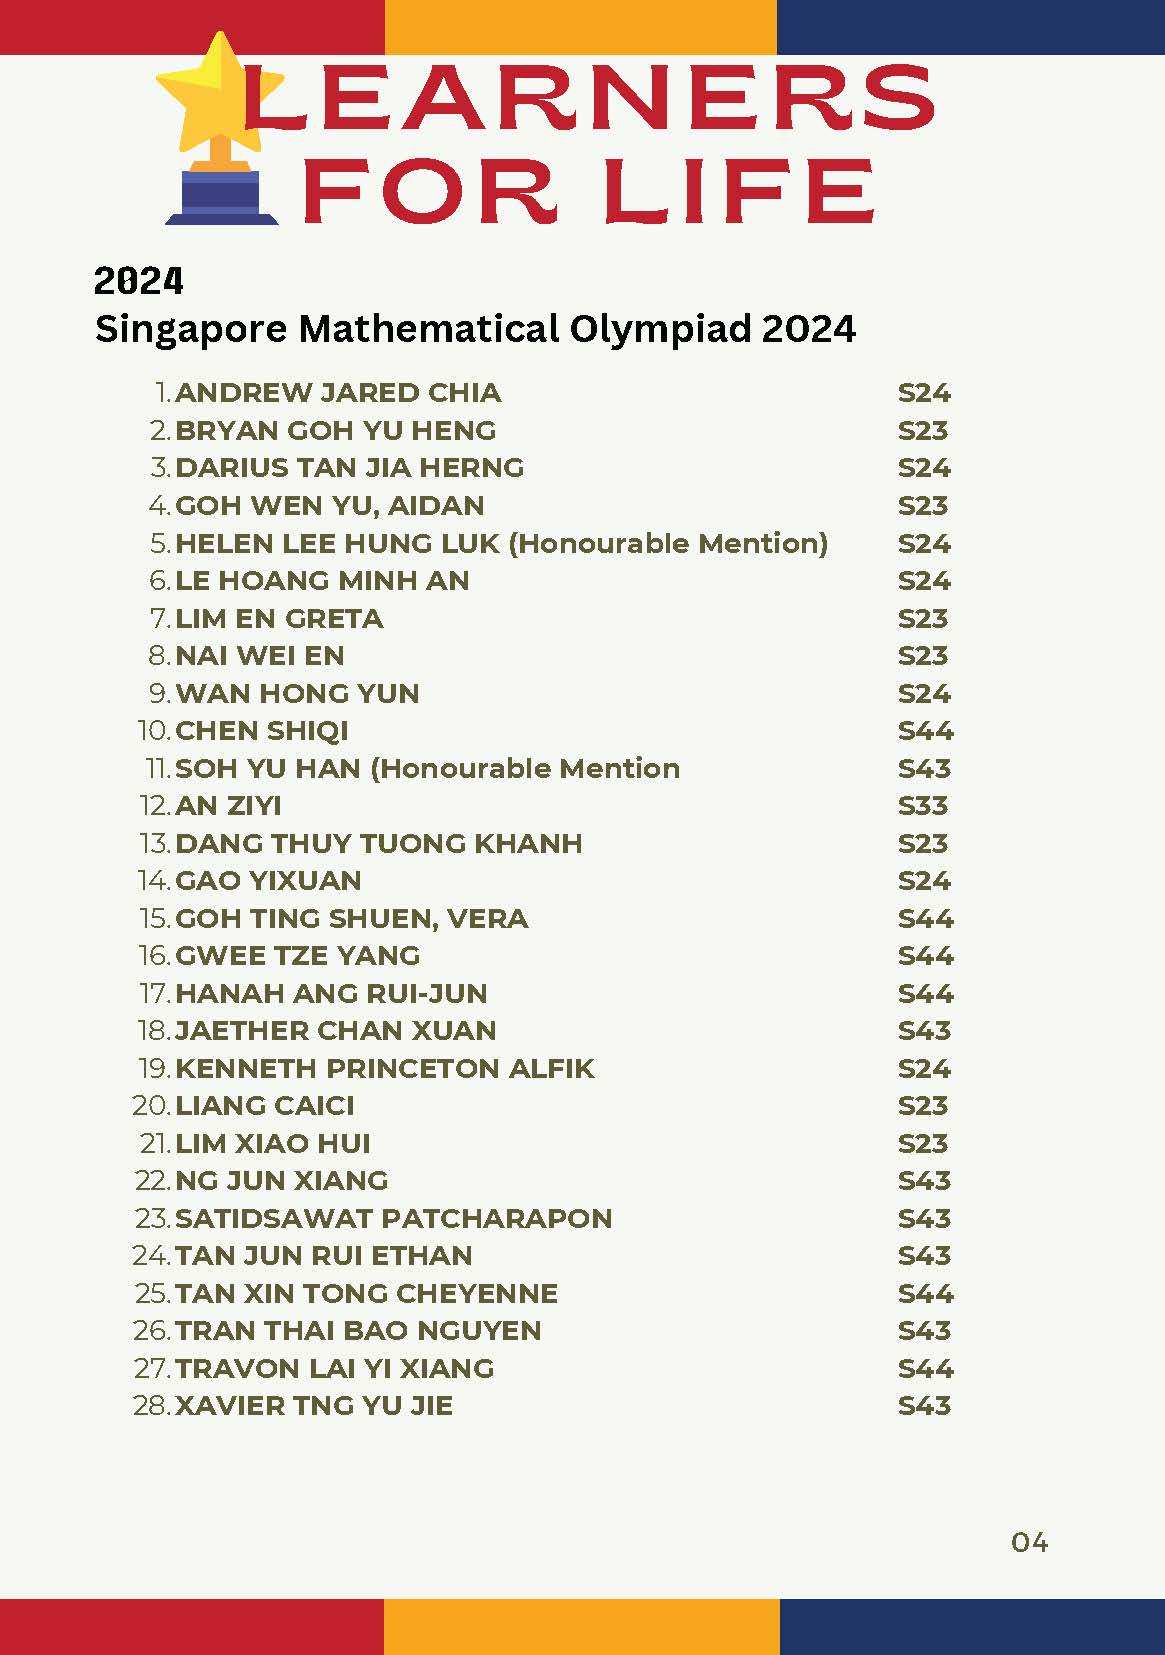 LEARNERS
FOR LIFE
2024
Singapore Mathematical Olympiad 2024
1. ANDREW JARED CHIA S24
2. BRYAN GOH YU HENG S23
3. DARIUS TAN JIA HERNG S24
4. GOH WEN YU, AIDAN S23
5. HELEN LEE HUNG LUK (Honourable Mention) S24
6. LE HOANG MINH AN S24
7. LIM EN GRETA S23
8. NAI WEI EN S23
9. WAN HONG YUN S24
10. CHEN SHIQI S44
11. SOH YU HAN (Honourable Mention S43
12. AN ZIYI S33
13. DANG THUY TUONG KHANH S23
14. GAO YIXUAN S24
15. GOH TING SHUEN, VERA S44
16. GWEE TZE YANG S44
17. HANAH ANG RUI-JUN S44
18. JAETHER CHAN XUAN S43
19. KENNETH PRINCETON ALFIK S24
20. LIANG CAICI S23
21. LIM XIAO HUI S23
22. NG JUN XIANG S43
23. SATIDSAWAT PATCHARAPON S43
24. TAN JUN RUI ETHAN S43
25. TAN XIN TONG CHEYENNE S44
26. TRAN THAI BAO NGUYEN S43
27. TRAVON LAI YI XIANG S44
28. XAVIER TNG YU JIE S43
04